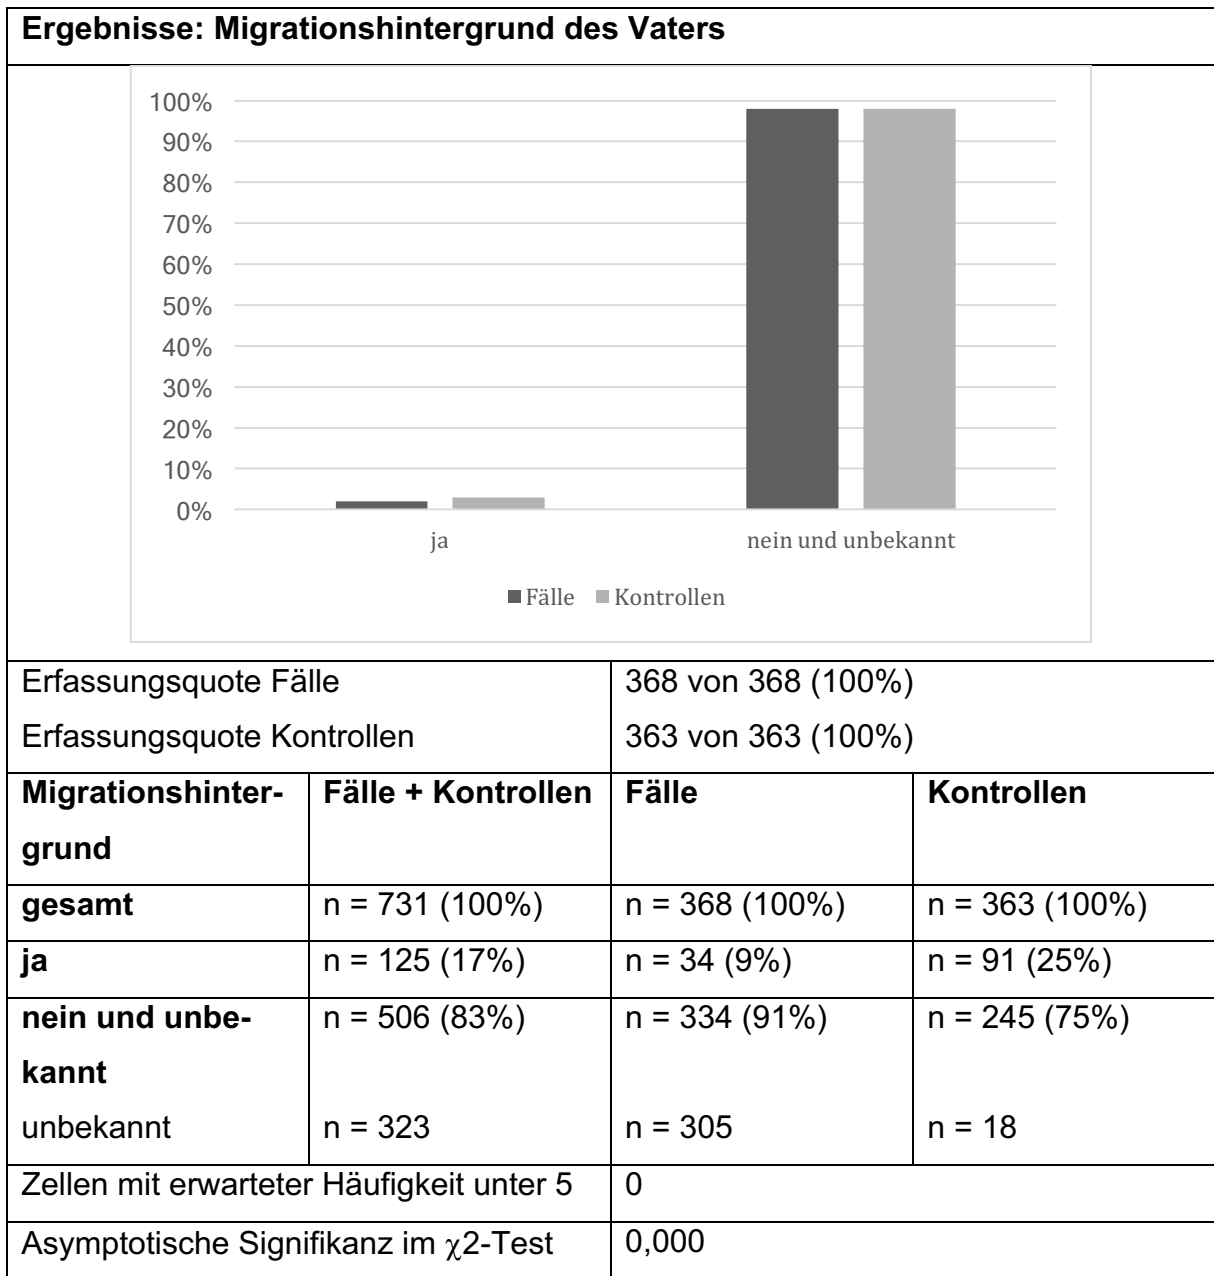 Ergebnisse: Migrationshintergrund des Vaters
100%
90%
80%
70%
60%
50%
40%
30%
20%
10%
0%
ja
nein und unbekannt
Fälle Kontrollen
Erfassungsquote Fälle
Erfassungsquote Kontrollen
368 von 368 (100%)
363 von 363 (100%)
Migrationshinter-
grund
Fälle + Kontrollen
Fälle
Kontrollen
gesamt
n = 731 (100%)
n = 368 (100%)
n = 363 (100%)
ja
n = 125 (17%)
n = 34 (9%)
n = 91 (25%)
nein und unbe-
kannt
n = 506 (83%)
n = 334 (91%)
n = 245 (75%)
unbekannt
n = 323
n = 305
n = 18
Zellen mit erwarteter Häufigkeit unter 5
0
Asymptotische Signifikanz im χ2-Test
0,000